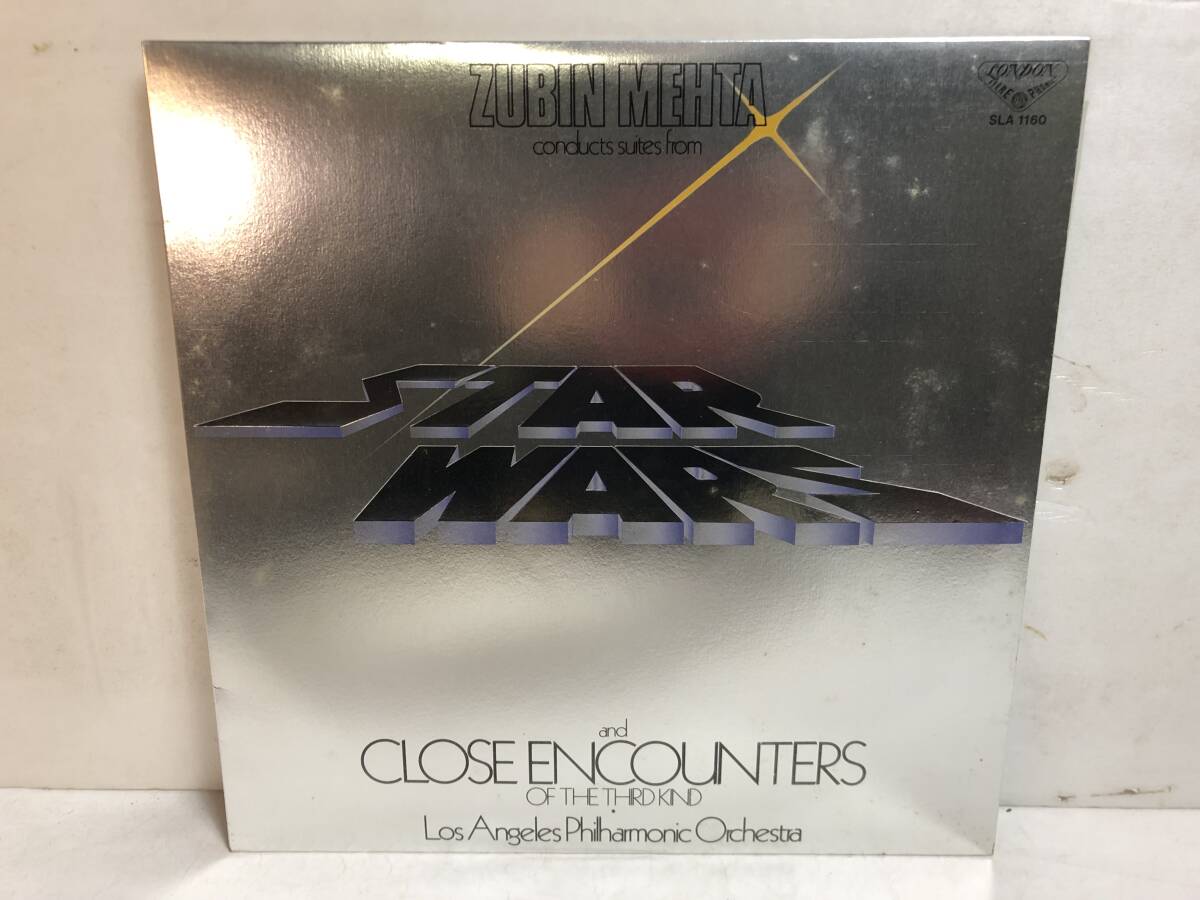 ZUBIN MEHTA
conducts suites from
LONDON
SLA 1160
STAR
WARS
and
CLOSE ENCOUNTERS
OF THE THIRD KIND
Los Angeles Philharmonic Orchestra